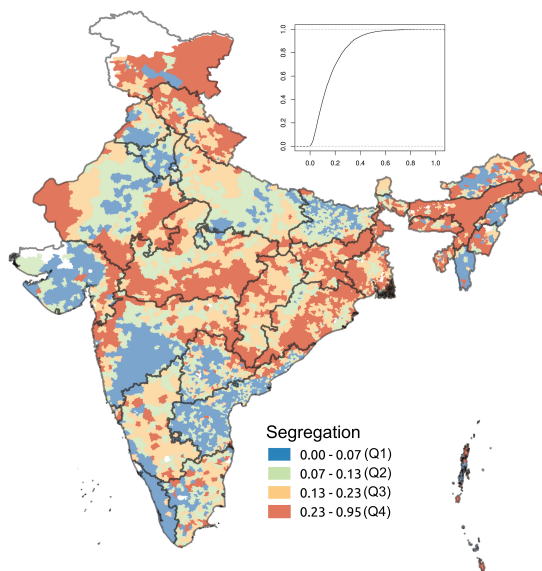 1.0
0.8
0.6
0.4
0.2
0.0
0.0 0.2 0.4 0.6 0.8 1.0
Segregation
0.00 - 0.07 (Q1)
0.07 - 0.13 (Q2)
0.13 - 0.23 (Q3)
0.23 - 0.95 (Q4)